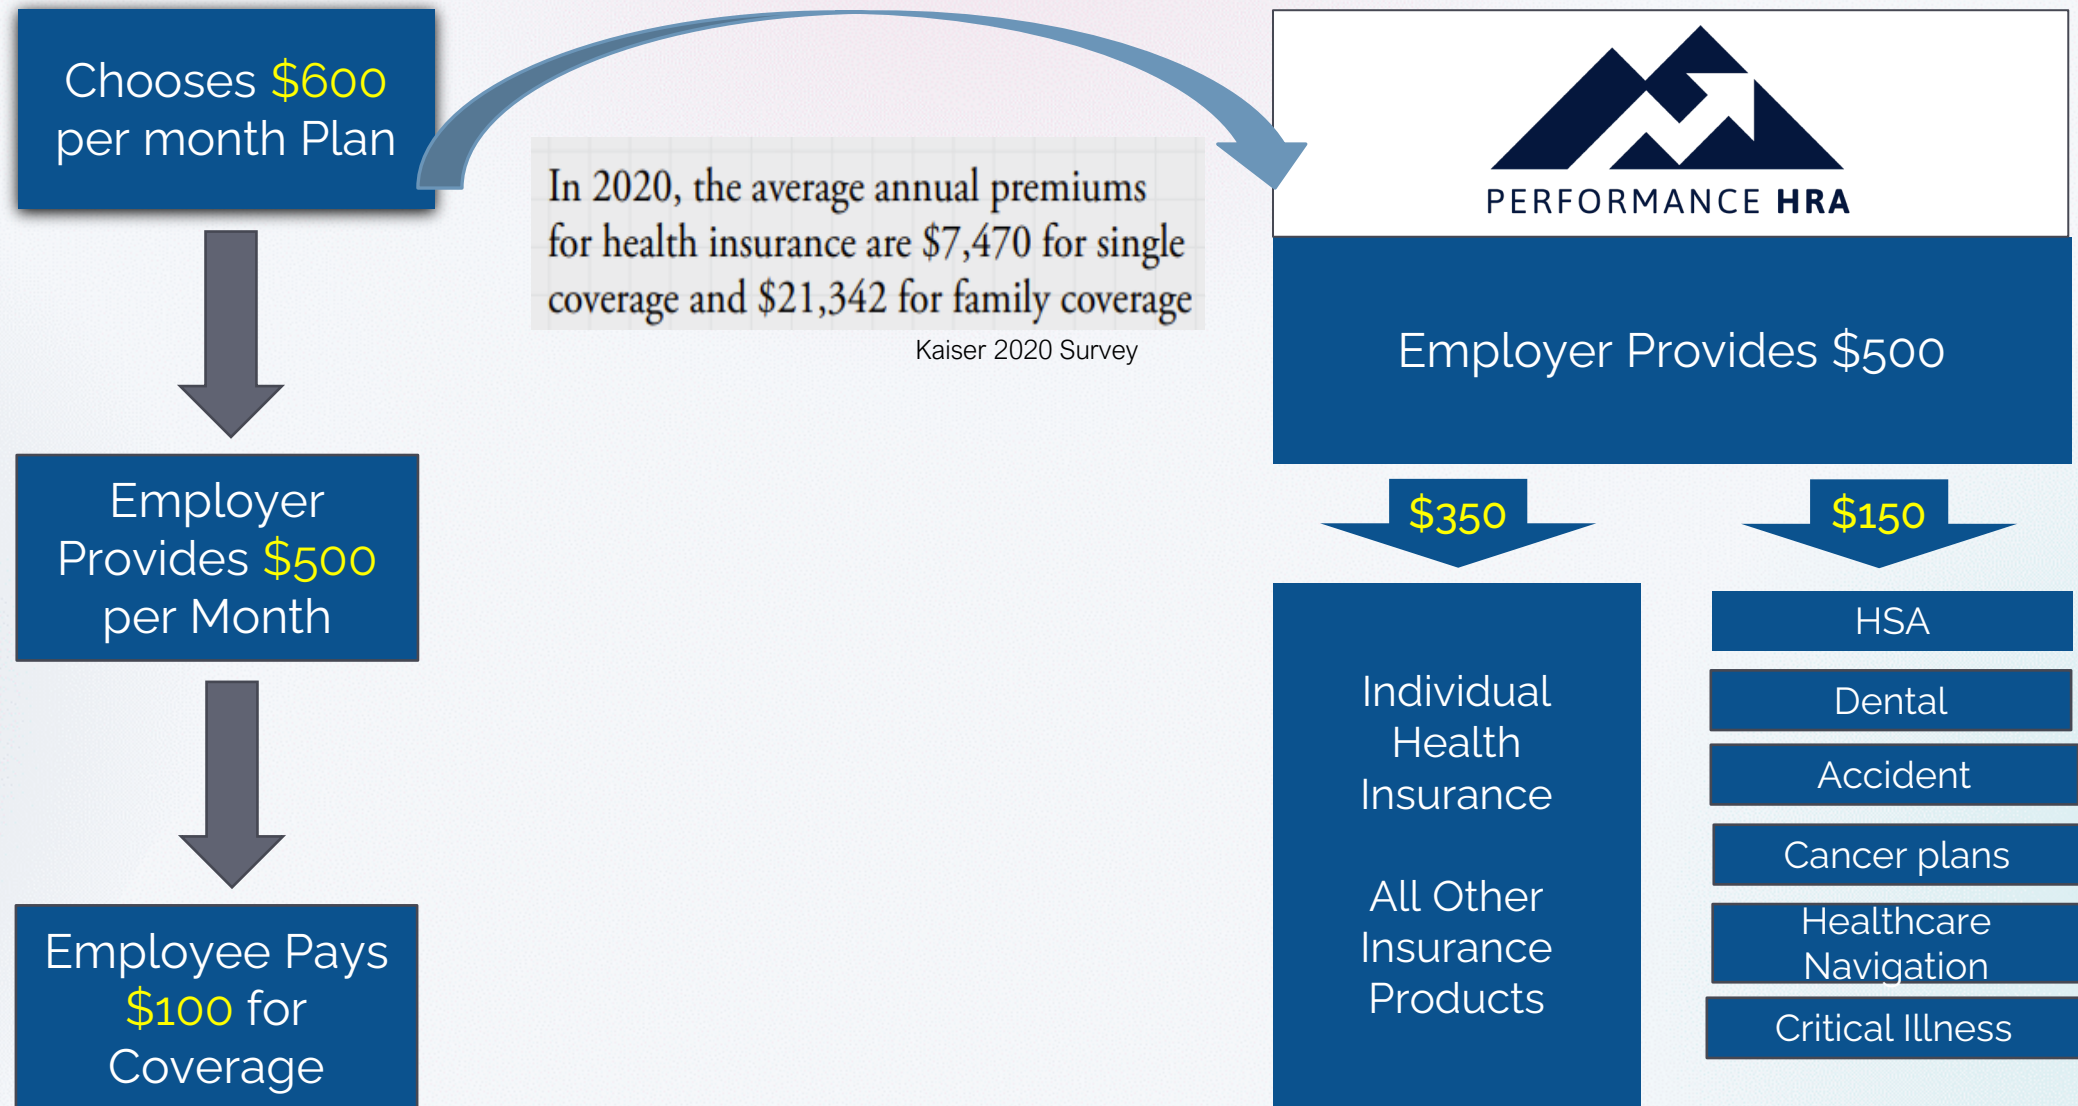 Chooses $600
per month Plan
Employer
Provides $500
per Month
Employee Pays
$100 for
Coverage
In 2020, the average annual premiums
for health insurance are $7,470 for single
coverage and $21,342 for family coverage
Kaiser 2020 Survey
PERFORMANCE HRA
Employer Provides $500
$350
Individual
Health
Insurance
All Other
Insurance
Products
$150
HSA
Dental
Accident
Cancer plans
Healthcare
Navigation
Critical Illness